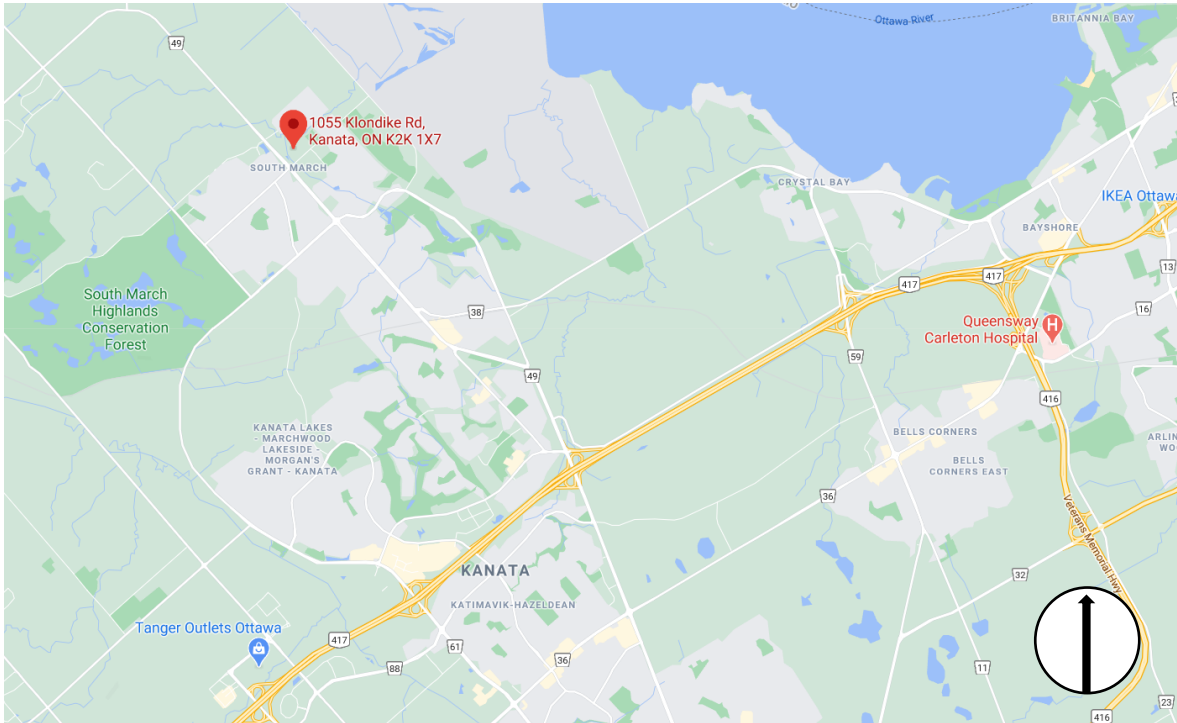 Ottawa River
BRITANNIA BAY
49
1055 Klondike Rd,
Kanata, ON K2K 1X7
SOUTH MARCH
CRYSTAL BAY
IKEA Ottawa
BAYSHORE
13
417
417
South March
Highlands
Conservation
Forest
38
16
Queensway
Carleton Hospital
H
59
49
416
KANATA LAKES
- MARCHWOOD
LAKESIDE -
MORGAN'S
GRANT - KANATA
BELLS CORNERS
BELLS
CORNERS EAST
36
Veterans Memorial Hwy
KANATA
32
KATIMAVIK-HAZELDEAN
Tanger Outlets Ottawa
417
61
36
88
11
23
416